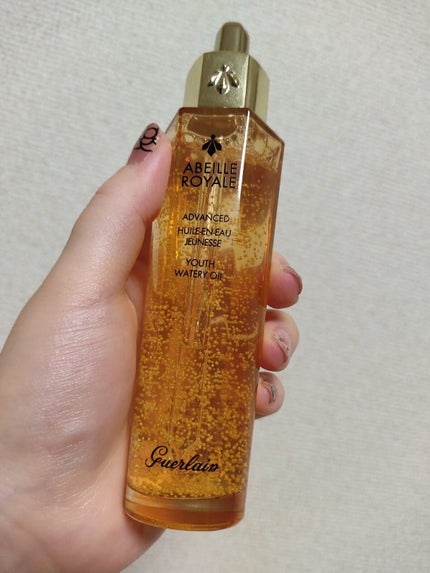 ABEILLE
ROYALE
ADVANCED
HUILE-EN-EAU
JEUNESSE
YOUTH
WATERY OIL
Guerlain